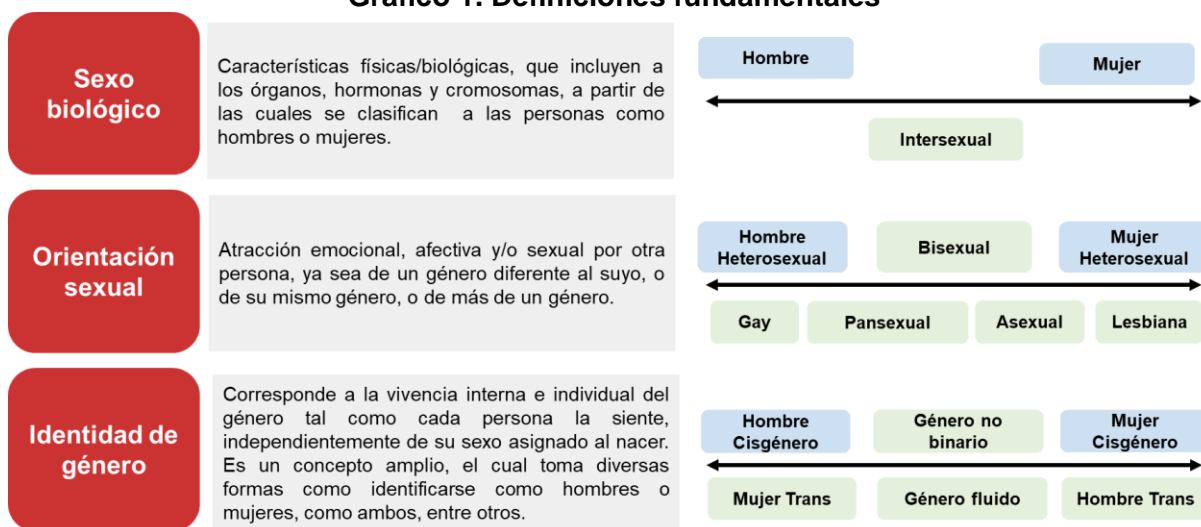 Gráfico 1. Definiciones fundamentales
Sexo
biológico
Características físicas/biológicas, que incluyen a
los órganos, hormonas y cromosomas, a partir de
las cuales se clasifican a las personas como
hombres o mujeres.
Hombre
Mujer
Intersexual
Orientación
sexual
Atracción emocional, afectiva y/o sexual por otra
persona, ya sea de un género diferente al suyo, o
de su mismo género, o de más de un género.
Hombre
Heterosexual
Bisexual
Mujer
Heterosexual
Gay
Pansexual
Asexual
Lesbiana
Identidad de
género
Corresponde a la vivencia interna e individual del
género tal como cada persona la siente,
independientemente de su sexo asignado al nacer.
Es un concepto amplio, el cual toma diversas
formas como identificarse como hombres o
mujeres, como ambos, entre otros.
Hombre
Cisgénero
Género no
binario
Mujer
Cisgénero
Mujer Trans
Género fluido
Hombre Trans